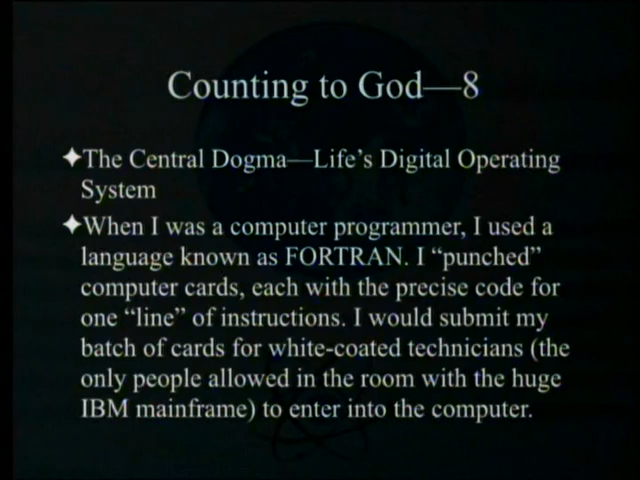 Counting to God—8
✦The Central Dogma—Life's Digital Operating
System
✦When I was a computer programmer, I used a
language known as FORTRAN. I “punched”
computer cards, each with the precise code for
one “line” of instructions. I would submit my
batch of cards for white-coated technicians (the
only people allowed in the room with the huge
IBM mainframe) to enter into the computer.